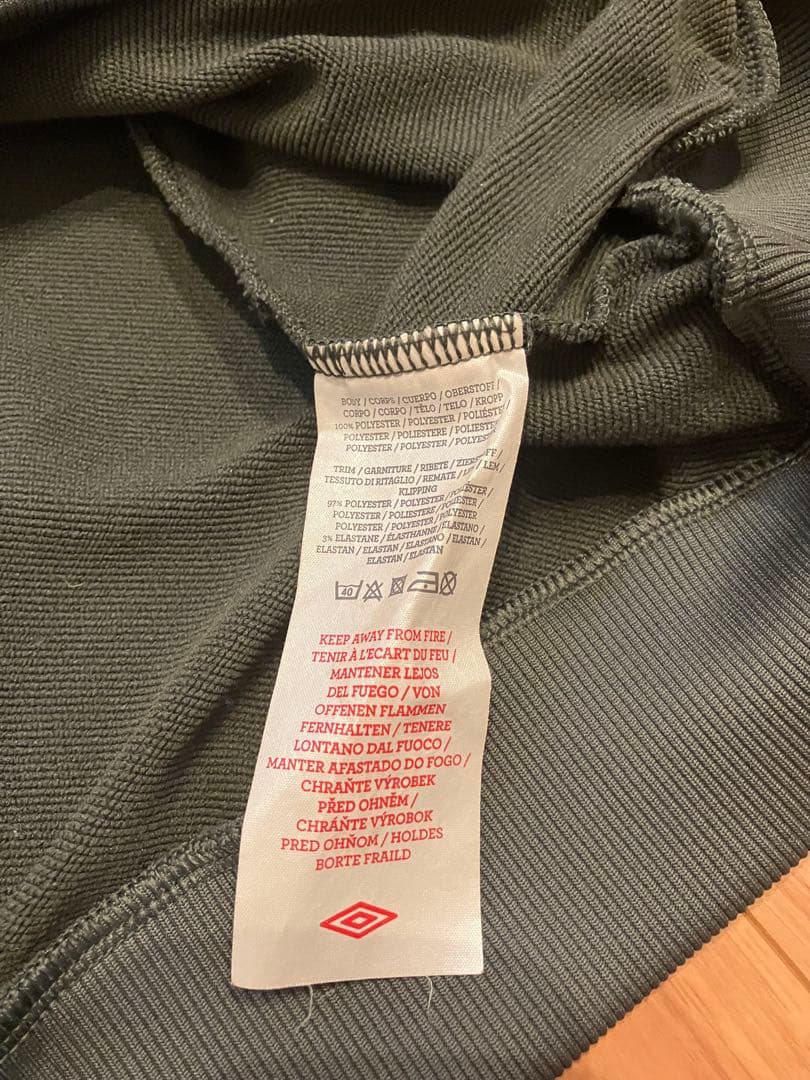 BODY / CORPS / CUERPO / OBERSTOFF /
CORPO / CORPO / TĚLO / TELO / KROPP
100% POLYESTER / POLYESTER / POLIÉSTER /
POLYESTER / POLIESTERE / POLIESTER
POLYESTER / POLYESTER / POLYESTER
TRIM / GARNITURE / RIBETE /
TESSUTO DI RITAGLIO / REMATE / LEM /
KLIPPING
97% POLYESTER / POLYESTER / POLIÉSTER /
POLYESTER / POLIESTERE / POLIÉSTER /
POLYESTER / POLYESTER / POLYESTER
3% ELASTANE / ÉLASTHANNE / ELASTANO /
ELASTAN / ELASTAN / ELASTANO / ELASTAN /
ELASTAN / ELASTAN
40
KEEP AWAY FROM FIRE /
TENIR À L'ECART DU FEU /
MANTENER LEJOS
DEL FUEGO / VON
OFFENEN FLAMMEN
FERNHALTEN / TENERE
LONTANO DAL FUOCO /
MANTER AFASTADO DO FOGO /
CHRAŇTE VÝROBEK
PŘED OHNĚM /
CHRÁŇTE VÝROBOK
PRED OHŇOM / HOLDES
BORTE FRAILD